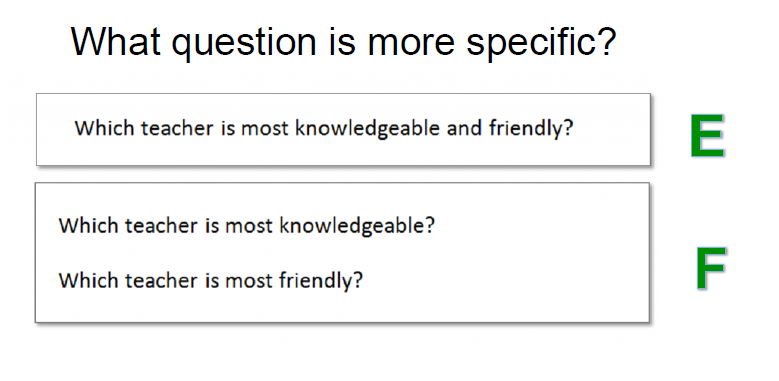 What question is more specific?
Which teacher is most knowledgeable and friendly?
E
Which teacher is most knowledgeable?
Which teacher is most friendly?
F